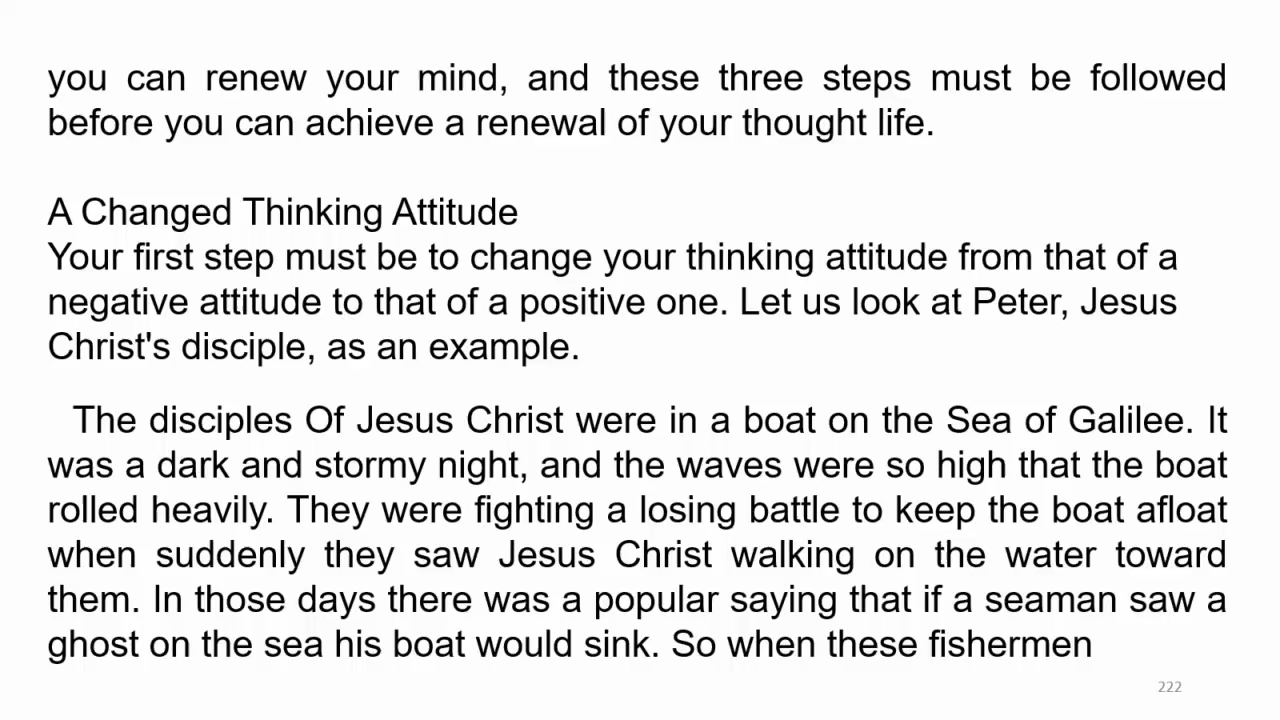 you can renew your mind, and these three steps must be followed
before you can achieve a renewal of your thought life.
A Changed Thinking Attitude
Your first step must be to change your thinking attitude from that of a
negative attitude to that of a positive one. Let us look at Peter, Jesus
Christ's disciple, as an example.
The disciples Of Jesus Christ were in a boat on the Sea of Galilee. It
was a dark and stormy night, and the waves were so high that the boat
rolled heavily. They were fighting a losing battle to keep the boat afloat
when suddenly they saw Jesus Christ walking on the water toward
them. In those days there was a popular saying that if a seaman saw a
ghost on the sea his boat would sink. So when these fishermen
222